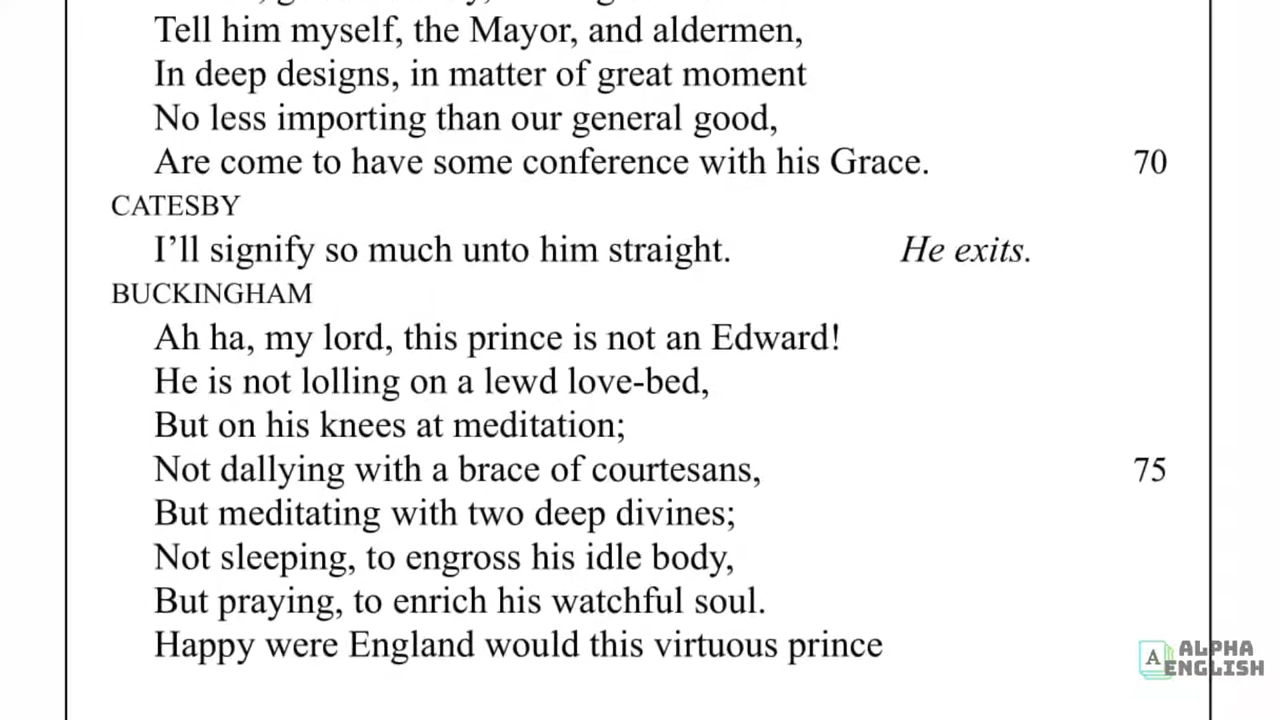 Tell him myself, the Mayor, and aldermen,
In deep designs, in matter of great moment
No less importing than our general good,
Are come to have some conference with his Grace. 70
CATESBY
I’ll signify so much unto him straight. He exits.
BUCKINGHAM
Ah ha, my lord, this prince is not an Edward!
He is not lolling on a lewd love-bed,
But on his knees at meditation;
Not dallying with a brace of courtesans, 75
But meditating with two deep divines;
Not sleeping, to engross his idle body,
But praying, to enrich his watchful soul.
Happy were England would this virtuous prince
A ALPHA
ENGLISH